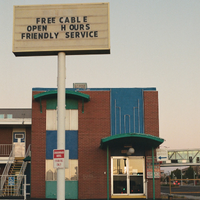 FREE CABLE
OPEN HOURS
FRIENDLY SERVICE